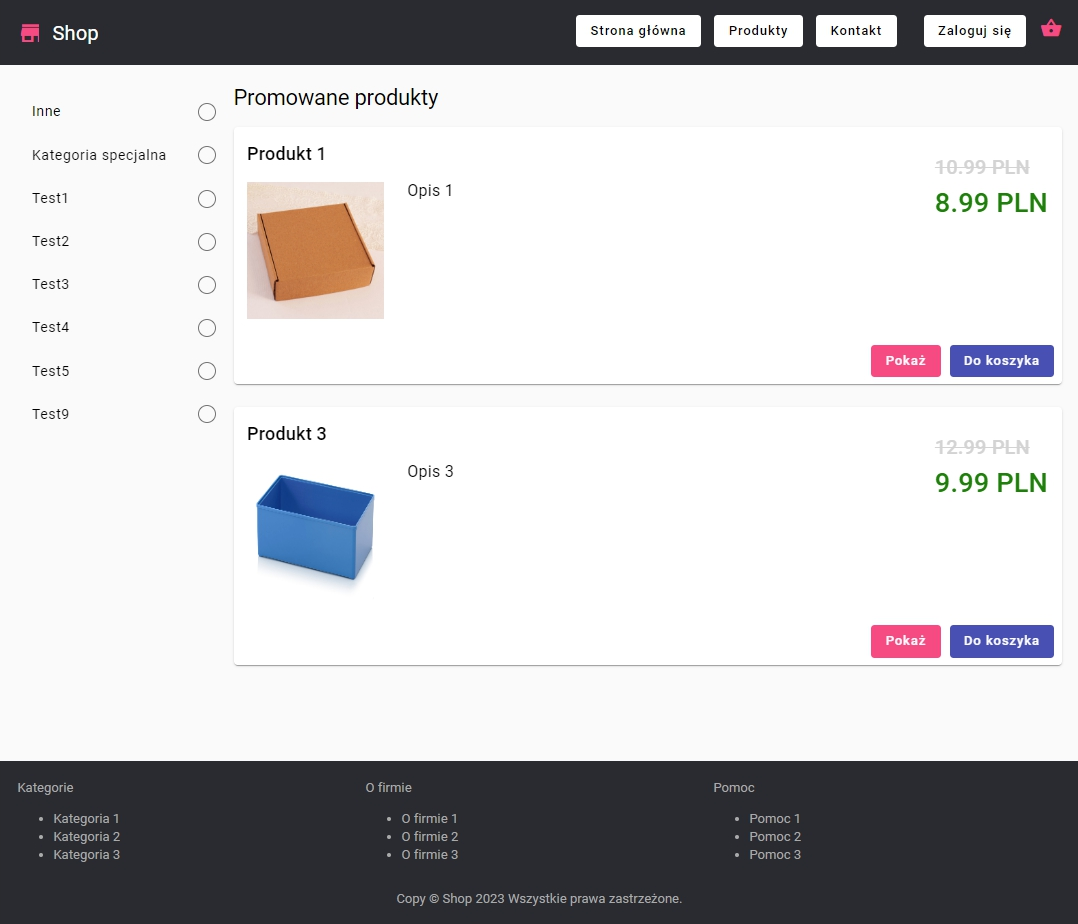 Shop
Strona główna
Produkty
Kontakt
Zaloguj się
Inne
Kategoria specjalna
Test1
Test2
Test3
Test4
Test5
Test9
Promowane produkty
Produkt 1
Opis 1
10.99 PLN
8.99 PLN
Pokaż
Do koszyka
Produkt 3
Opis 3
12.99 PLN
9.99 PLN
Pokaż
Do koszyka
Kategorie
Kategoria 1
Kategoria 2
Kategoria 3
O firmie
O firmie 1
O firmie 2
O firmie 3
Pomoc
Pomoc 1
Pomoc 2
Pomoc 3
Copy © Shop 2023 Wszystkie prawa zastrzeżone.